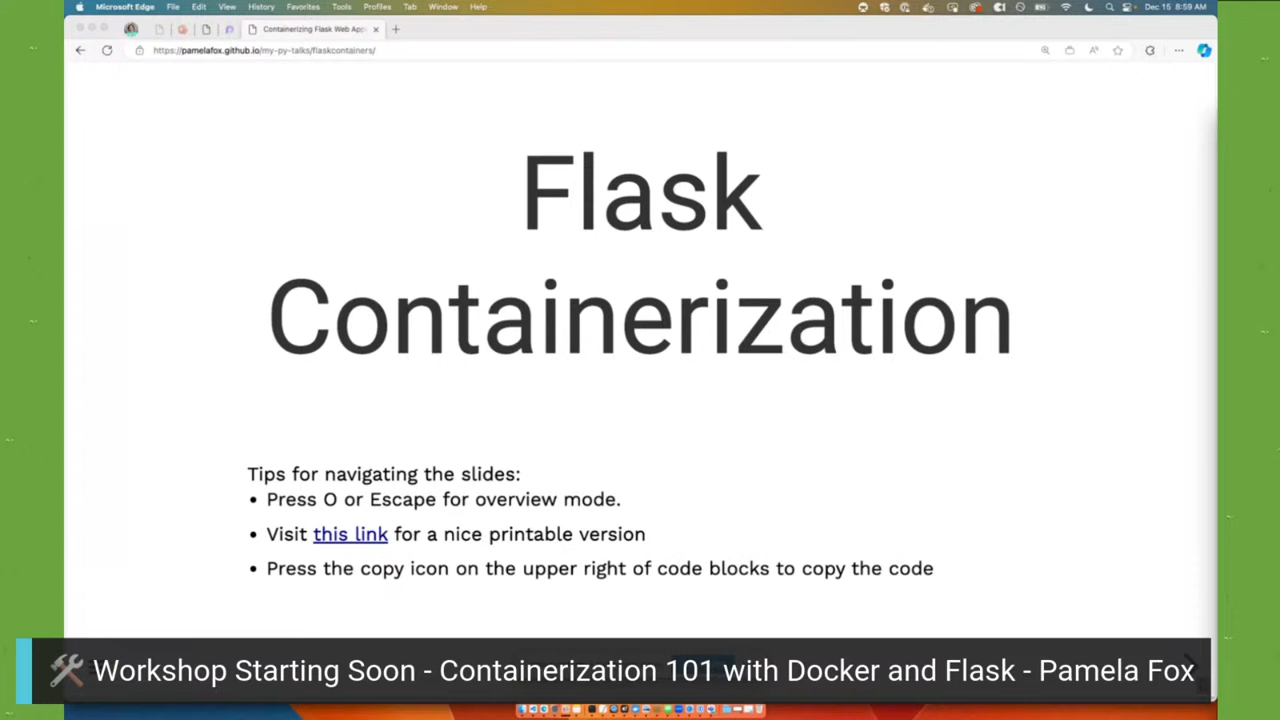 Microsoft Edge File Edit View History Favorites Tools Profiles Tab Window Help Dec 15 8:59 AM
Containerizing Flask Web App
https://pamelafox.github.io/my-py-talks/flaskcontainers/
Flask
Containerization
Tips for navigating the slides:
• Press O or Escape for overview mode.
• Visit this link for a nice printable version
• Press the copy icon on the upper right of code blocks to copy the code
🛠 Workshop Starting Soon - Containerization 101 with Docker and Flask - Pamela Fox